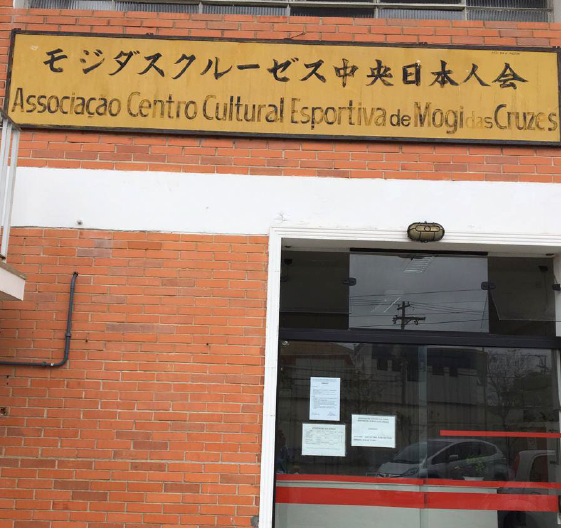 モジダスクルーゼス中央日本人会
Associaçao Centro Cultural Esportiva de Mogi das Cruzes